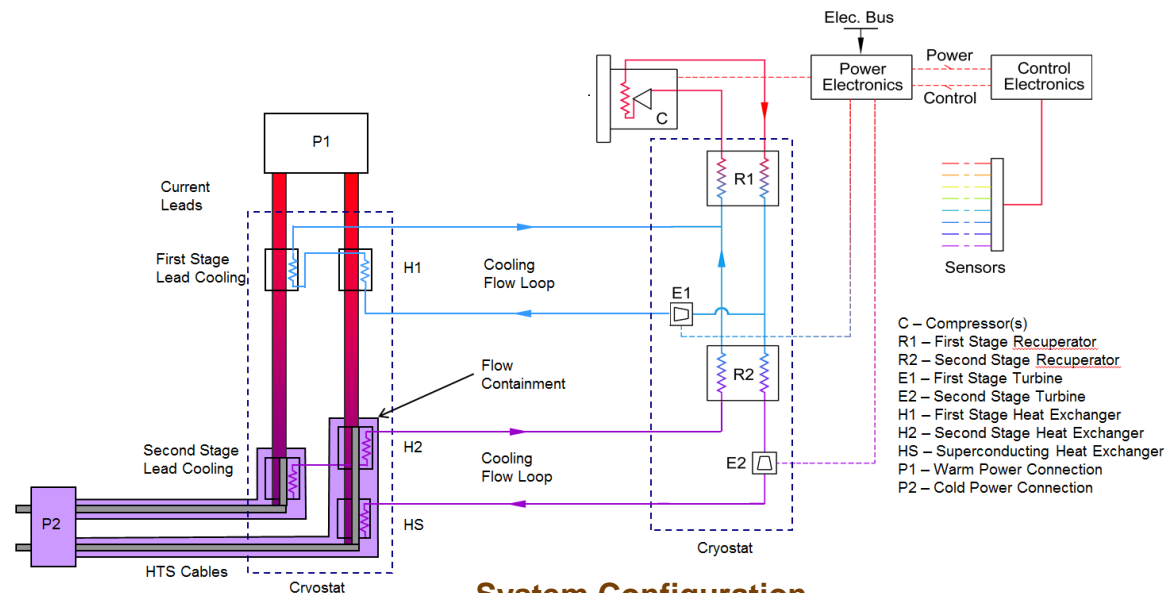 Elec. Bus
Power
Electronics
Power
Control
Control
Electronics
C
P1
R1
Current
Leads
First Stage
Lead Cooling
H1
Cooling
Flow Loop
E1
Sensors
R2
Flow
Containment
Second Stage
Lead Cooling
H2
Cooling
Flow Loop
E2
P2
HS
HTS Cables
Cryostat
Cryostat
C – Compressor(s)
R1 – First Stage Recuperator
R2 – Second Stage Recuperator
E1 – First Stage Turbine
E2 – Second Stage Turbine
H1 – First Stage Heat Exchanger
H2 – Second Stage Heat Exchanger
HS – Superconducting Heat Exchanger
P1 – Warm Power Connection
P2 – Cold Power Connection
System Configuration